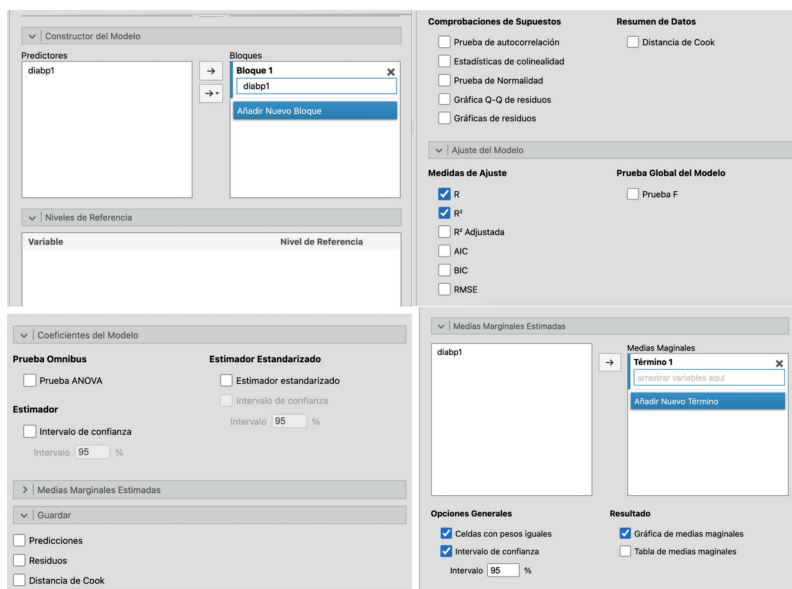 Constructor del Modelo
Predictores
Bloques
diabp1
Bloque 1
diabp1
Añadir Nuevo Bloque
Niveles de Referencia
Variable Nivel de Referencia
Comprobaciones de Supuestos
Resumen de Datos
Prueba de autocorrelación
Distancia de Cook
Estadísticas de colinealidad
Prueba de Normalidad
Gráfica Q-Q de residuos
Gráficas de residuos
Ajuste del Modelo
Medidas de Ajuste
Prueba Global del Modelo
R
Prueba F
R²
R² Adjustada
AIC
BIC
RMSE
Coeficientes del Modelo
Prueba Omnibus
Estimador Estandarizado
Prueba ANOVA
Estimador estandarizado
Intervalo de confianza
Estimador
Intervalo 95 %
Intervalo de confianza
Intervalo 95 %
Medias Marginales Estimadas
Guardar
Predicciones
Residuos
Distancia de Cook
Medias Marginales Estimadas
Medias Maginales
diabp1
Término 1
arrastrar variables aquí
Añadir Nuevo Término
Opciones Generales
Resultado
Celdas con pesos iguales
Gráfica de medias maginales
Intervalo de confianza
Tabla de medias maginales
Intervalo 95 %